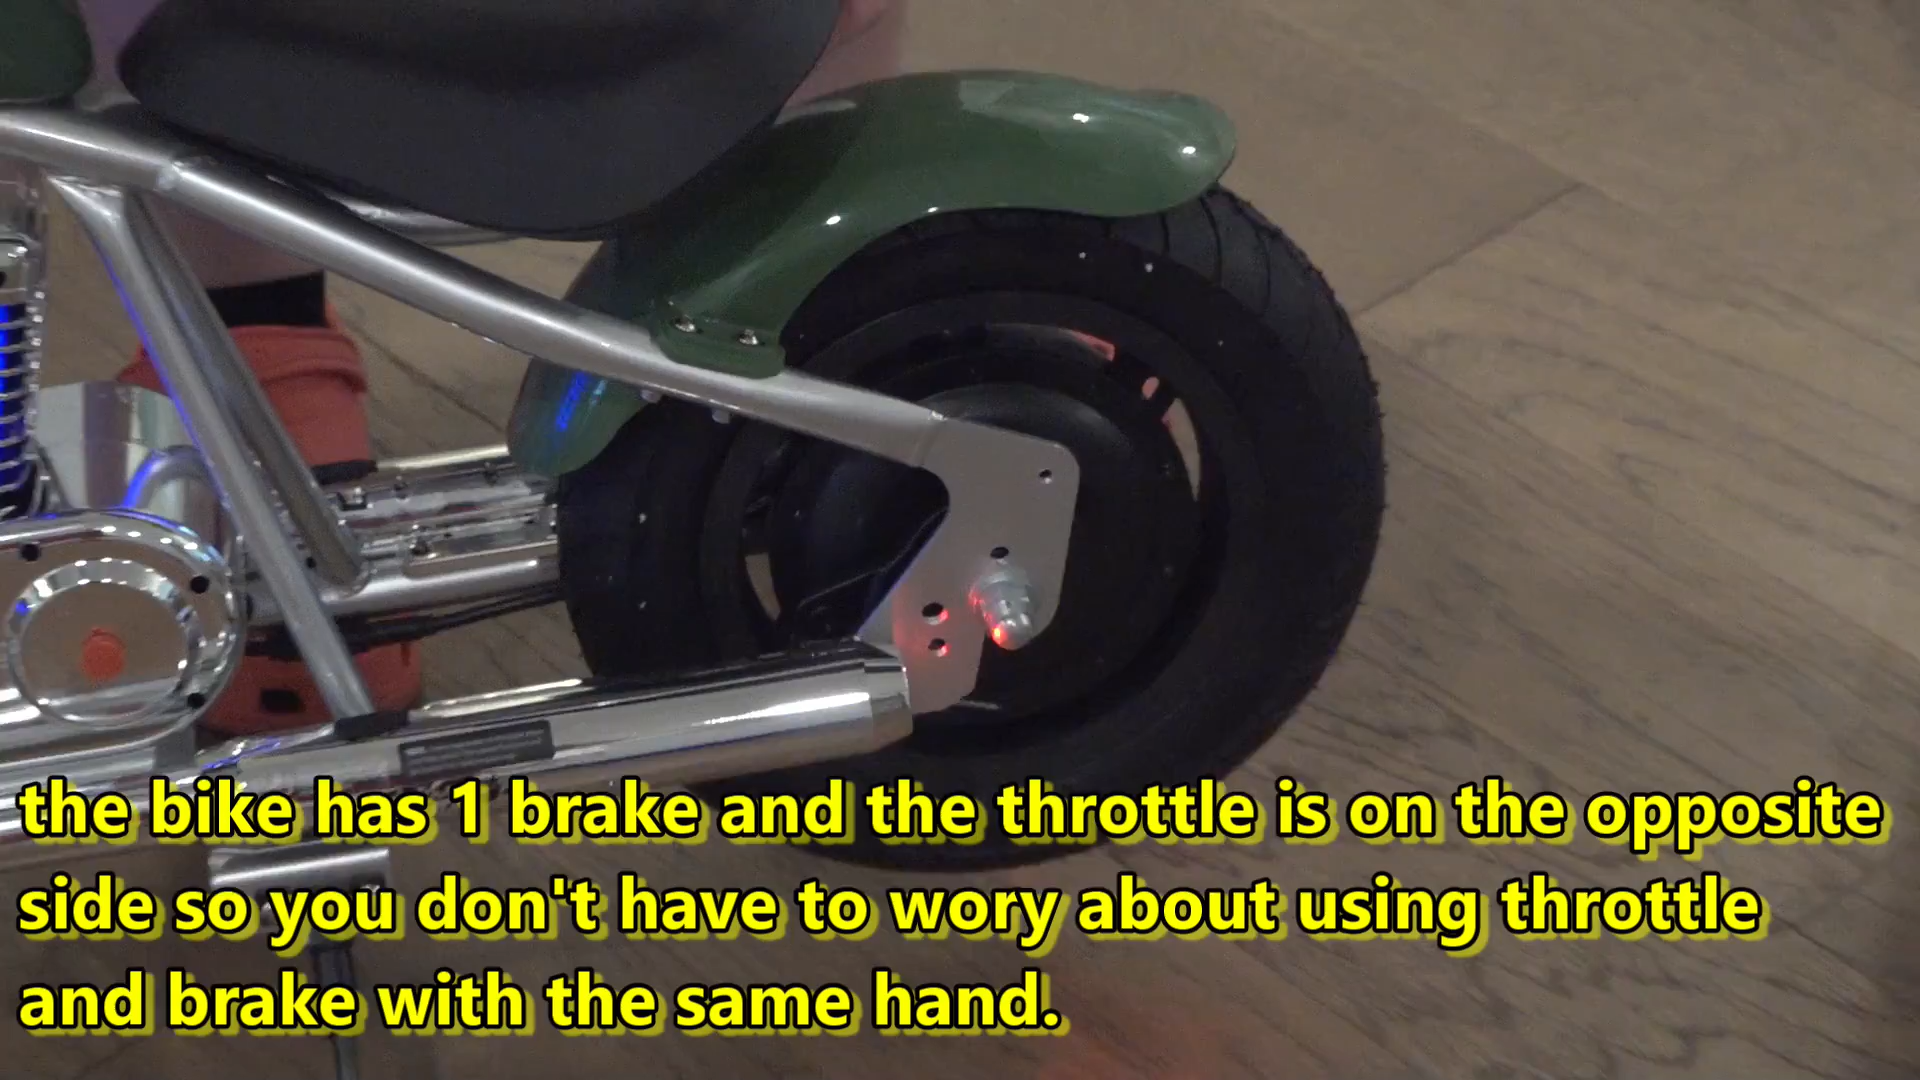 the bike has 1 brake and the throttle is on the opposite
side so you don't have to wory about using throttle
and brake with the same hand.